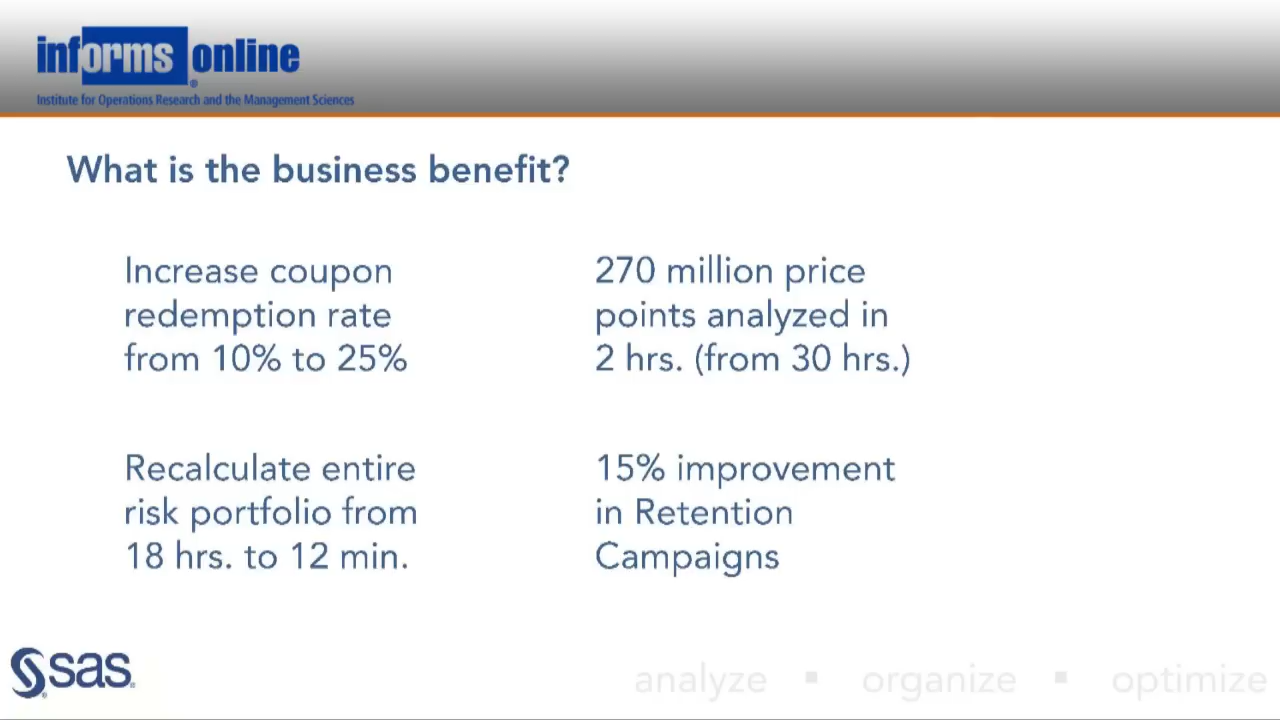 informs online
®
Institute for Operations Research and the Management Sciences
What is the business benefit?
Increase coupon
redemption rate
from 10% to 25%
270 million price
points analyzed in
2 hrs. (from 30 hrs.)
Recalculate entire
risk portfolio from
18 hrs. to 12 min.
15% improvement
in Retention
Campaigns
sas
analyze ▪ organize ▪ optimize